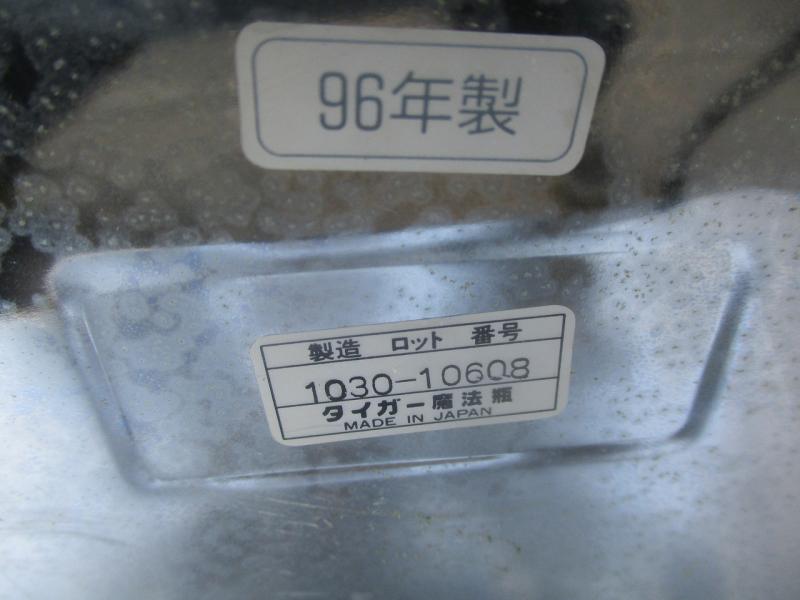 96年製
製造 ロット 番号
1030-10608
タイガー魔法瓶
MADE IN JAPAN